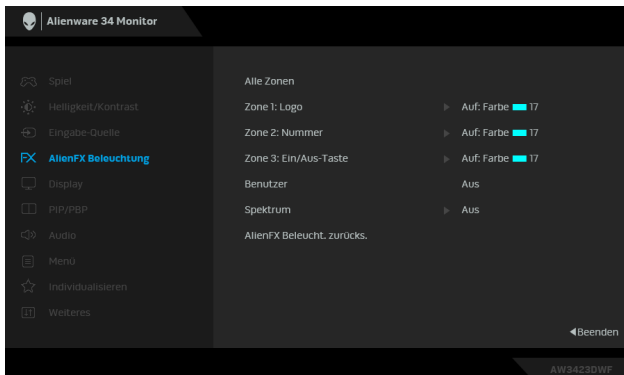 Alienware 34 Monitor
Spiel
Helligkeit/Kontrast
Eingabe-Quelle
FX AlienFX Beleuchtung
Display
PIP/PBP
Audio
Menü
Individualisieren
Weiteres
Alle Zonen
Zone 1: Logo Auf: Farbe 17
Zone 2: Nummer Auf: Farbe 17
Zone 3: Ein/Aus-Taste Auf: Farbe 17
Benutzer Aus
Spektrum Aus
AlienFX Beleucht. zurücks.
Beenden
AW3423DWF